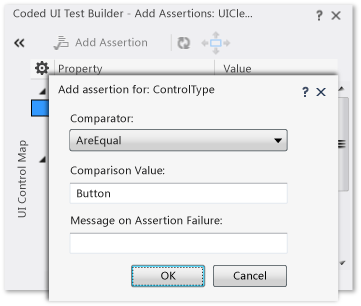 Coded UI Test Builder - Add Assertions: UICle...
Add Assertion
Property Value
UI Control Map
Add assertion for: ControlType
Comparator:
AreEqual
Comparison Value:
Button
Message on Assertion Failure:
OK Cancel